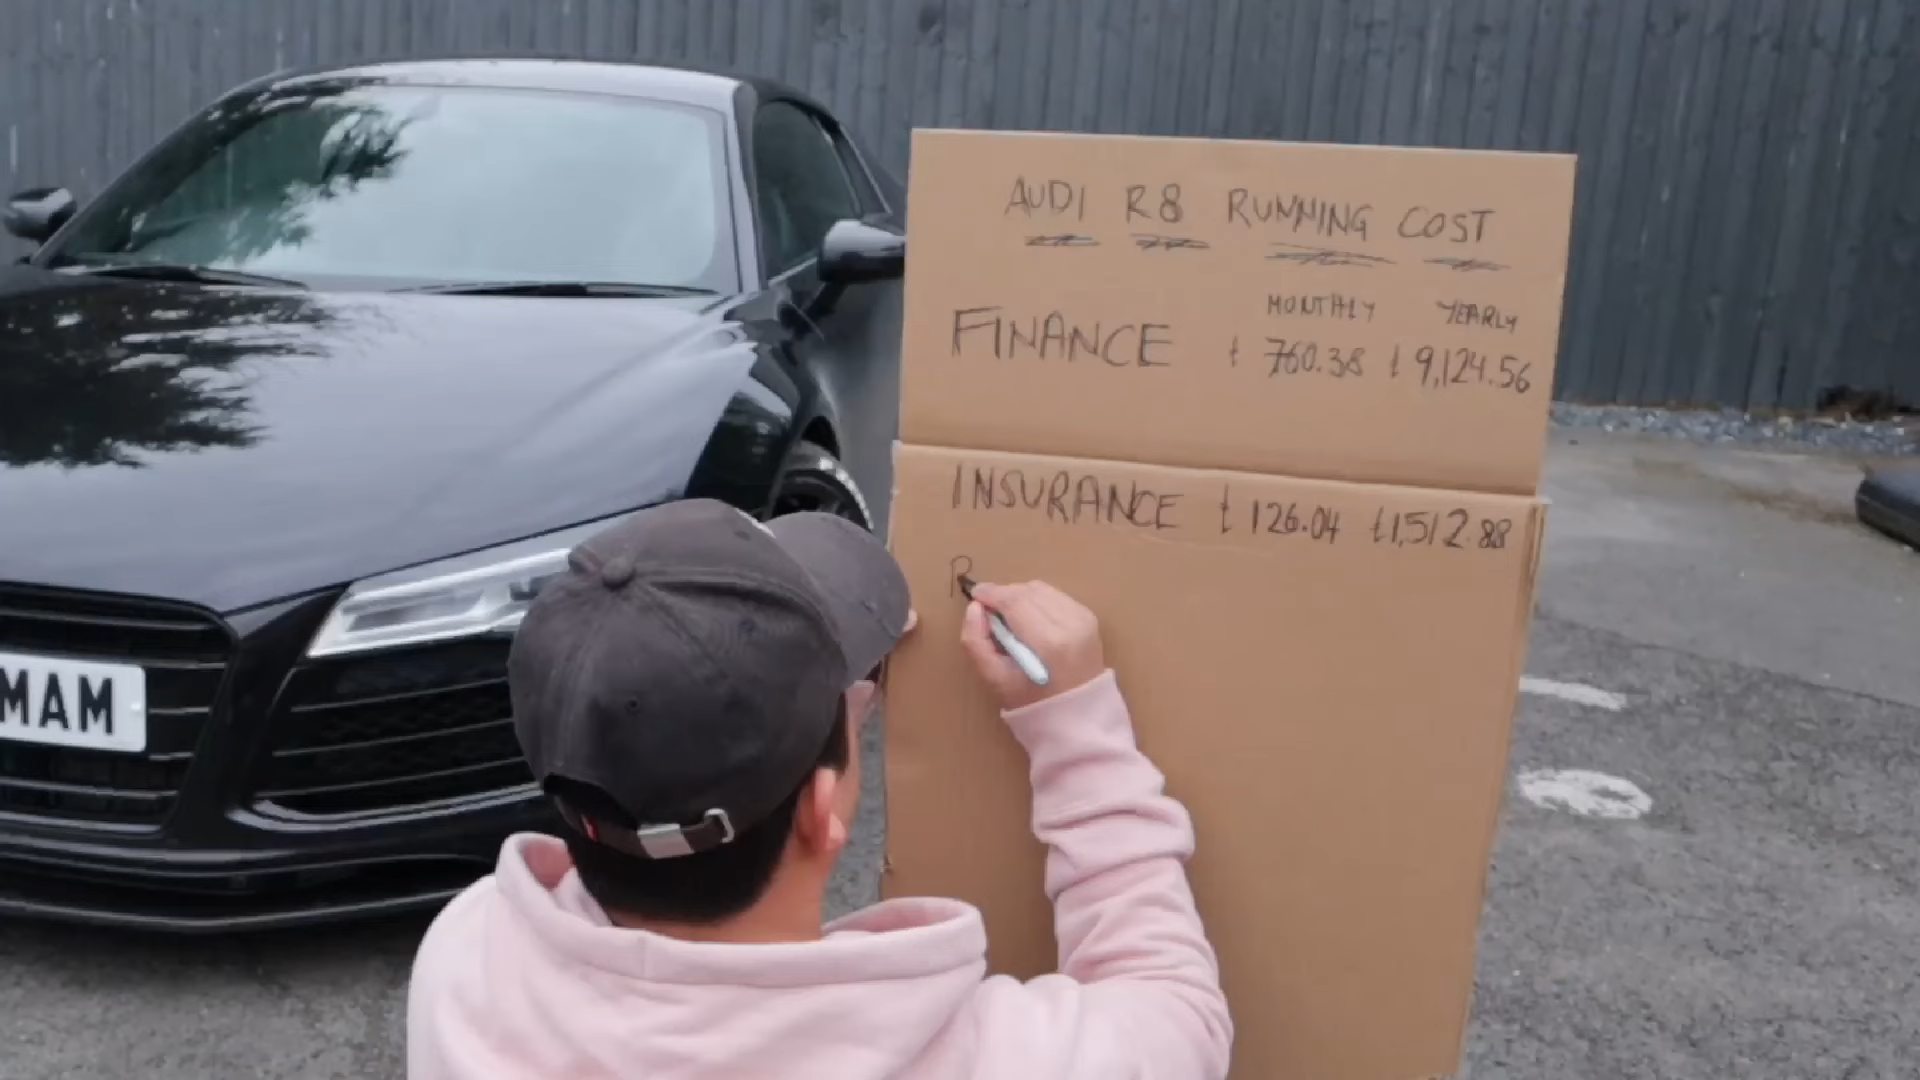 AUDI R8 RUNNING COST
MONTHLY YEARLY
FINANCE £ 760.38 £ 9,124.56
INSURANCE £ 126.04 £1,512.88
R
MAM